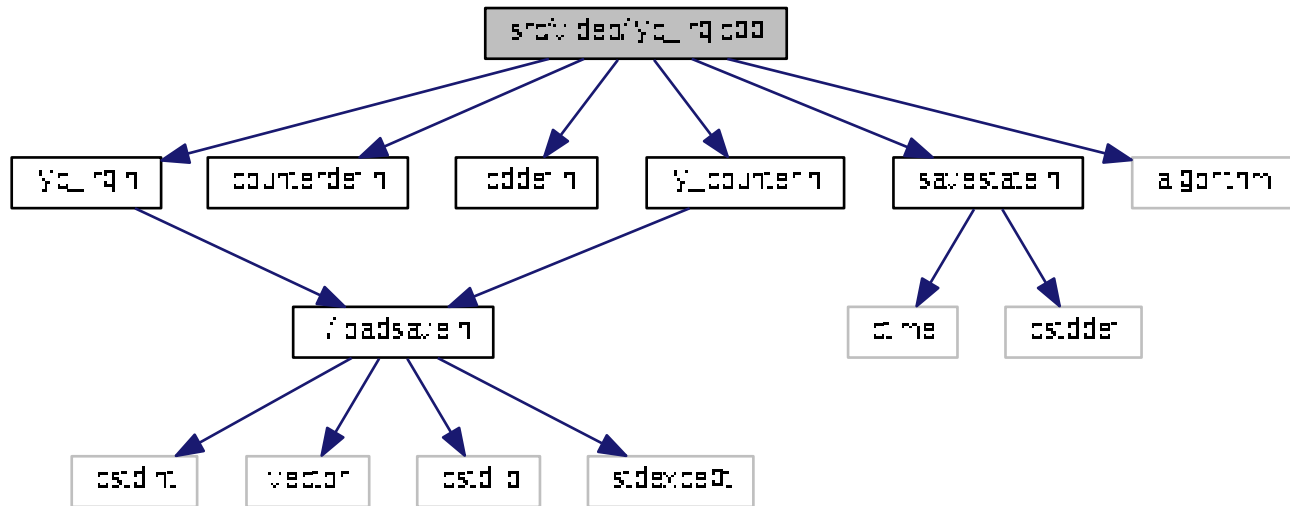 src/video/lyc_irq.cpp
lyc_irq.h
counterdef.h
lcddef.h
ly_counter.h
savestate.h
algorithm
../loadsave.h
ctime
cstddef
cstdint
vector
cstdio
stdexcept